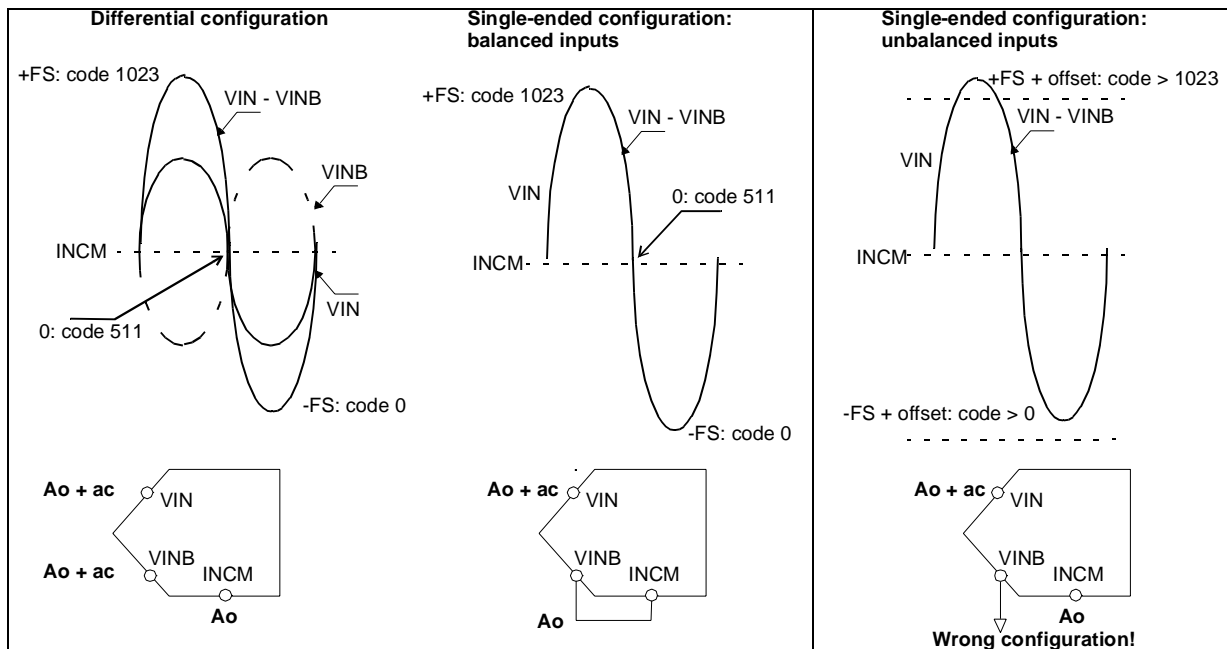 Differential configuration
+FS: code 1023
VIN - VINB
VINB
INCM
VIN
0: code 511
-FS: code 0
Ao + ac
VIN
VINB
Ao + ac
INCM
Ao
Single-ended configuration:
balanced inputs
+FS: code 1023
VIN - VINB
VIN
0: code 511
INCM
-FS: code 0
Ao + ac
VIN
VINB
INCM
Ao
Single-ended configuration:
unbalanced inputs
+FS + offset: code > 1023
VIN - VINB
VIN
INCM
-FS + offset: code > 0
Ao + ac
VIN
VINB
INCM
Ao
Wrong configuration!